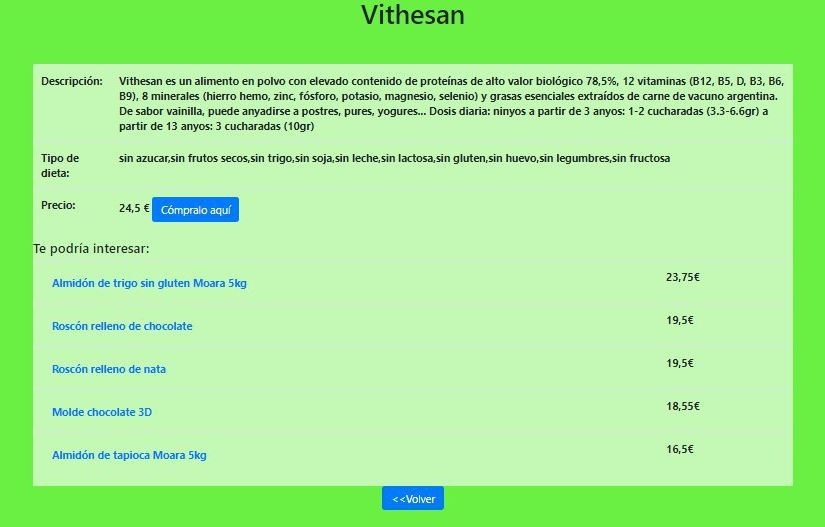 Vithesan
Descripción:
Vithesan es un alimento en polvo con elevado contenido de proteínas de alto valor biológico 78,5%, 12 vitaminas (B12, B5, D, B3, B6,
B9), 8 minerales (hierro hemo, zinc, fósforo, potasio, magnesio, selenio) y grasas esenciales extraídos de carne de vacuno argentina.
De sabor vainilla, puede anyadirse a postres, pures, yogures... Dosis diaria: ninyos a partir de 3 anyos: 1-2 cucharadas (3.3-6.6gr) a
partir de 13 anyos: 3 cucharadas (10gr)
Tipo de
dieta:
sin azucar,sin frutos secos,sin trigo,sin soja,sin leche,sin lactosa,sin gluten,sin huevo,sin legumbres,sin fructosa
Precio:
24,5 € Cómpralo aquí
Te podría interesar:
Almidón de trigo sin gluten Moara 5kg 23,75€
Roscón relleno de chocolate 19,5€
Roscón relleno de nata 19,5€
Molde chocolate 3D 18,55€
Almidón de tapioca Moara 5kg 16,5€
<<Volver